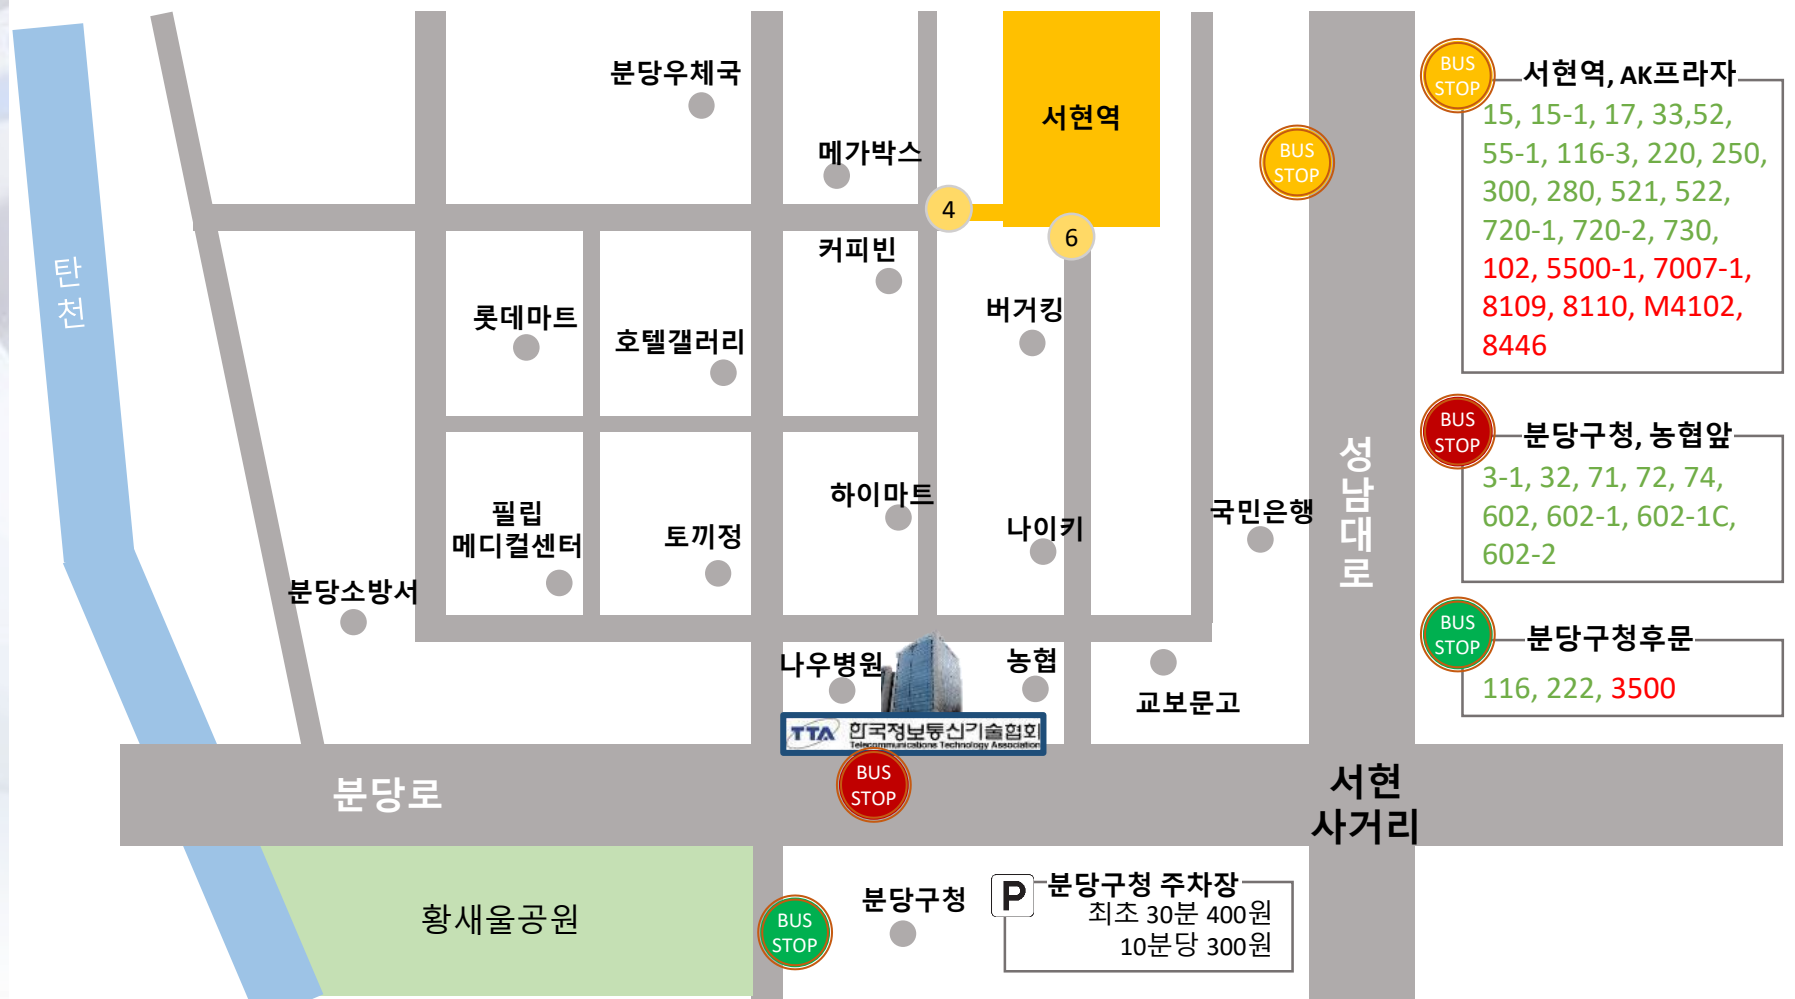 분당우체국
메가박스
서현역
4
6
커피빈
탄
천
롯데마트
호텔갤러리
버거킹
하이마트
필립
메디컬센터
토끼정
나이키
국민은행
성
남
대
로
분당소방서
나우병원
농협
교보문고
TTA 한국정보통신기술협회
Telecommunications Technology Association
BUS
STOP
분당로
BUS
STOP
서현
사거리
황새울공원
BUS
STOP
분당구청
P
분당구청 주차장
최초 30분 400원
10분당 300원
BUS
STOP
서현역, AK프라자
15, 15-1, 17, 33,52,
55-1, 116-3, 220, 250,
300, 280, 521, 522,
720-1, 720-2, 730,
102, 5500-1, 7007-1,
8109, 8110, M4102,
8446
BUS
STOP
분당구청, 농협앞
3-1, 32, 71, 72, 74,
602, 602-1, 602-1C,
602-2
BUS
STOP
분당구청후문
116, 222, 3500